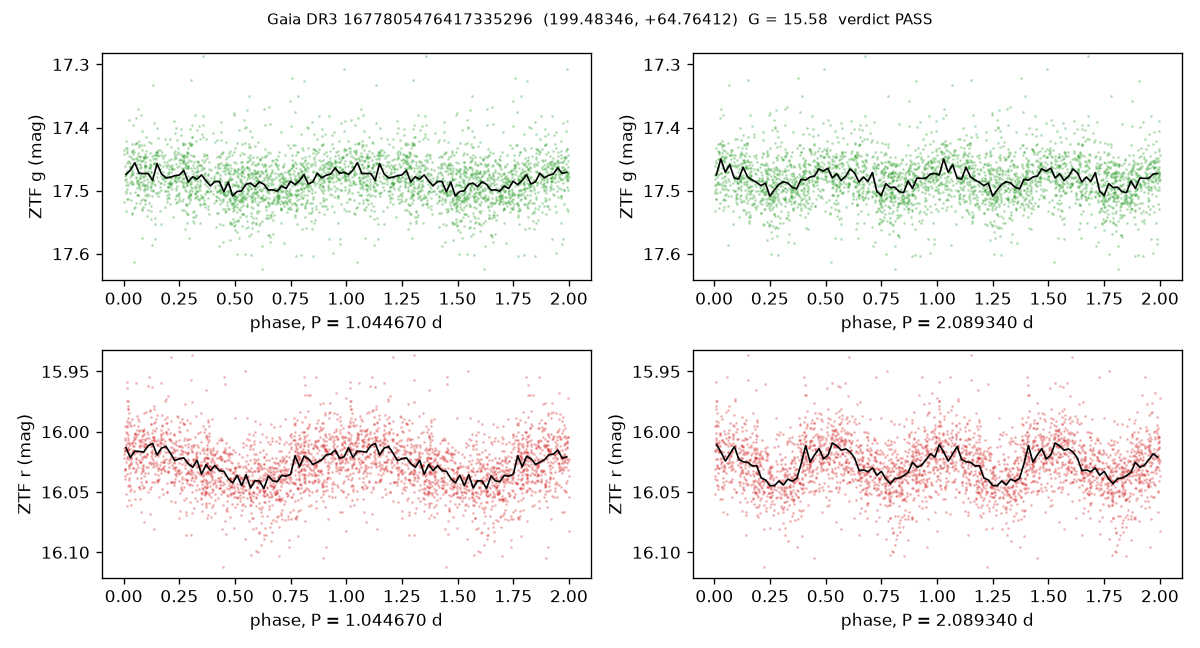 Gaia DR3 1677805476417335296 (199.48346, +64.76412) G = 15.58 verdict PASS
17.3
17.4
17.5
17.6
ZTF g (mag)
0.00 0.25 0.50 0.75 1.00 1.25 1.50 1.75 2.00
phase, P = 1.044670 d
17.3
17.4
17.5
17.6
ZTF g (mag)
0.00 0.25 0.50 0.75 1.00 1.25 1.50 1.75 2.00
phase, P = 2.089340 d
15.95
16.00
16.05
16.10
ZTF r (mag)
0.00 0.25 0.50 0.75 1.00 1.25 1.50 1.75 2.00
phase, P = 1.044670 d
15.95
16.00
16.05
16.10
ZTF r (mag)
0.00 0.25 0.50 0.75 1.00 1.25 1.50 1.75 2.00
phase, P = 2.089340 d